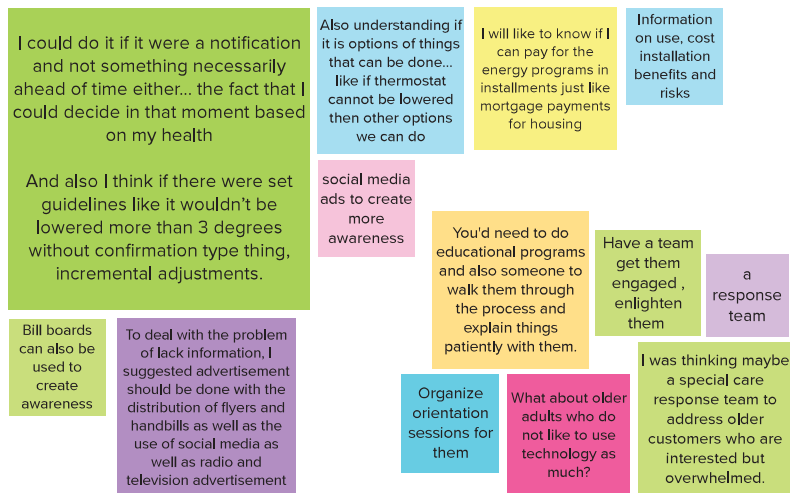 I could do it if it were a notification
and not something necessarily
ahead of time either... the fact that I
could decide in that moment based
on my health
And also I think if there were set
guidelines like it wouldn't be
lowered more than 3 degrees
without confirmation type thing,
incremental adjustments.
Also understanding if
it is options of things
that can be done...
like if thermostat
cannot be lowered
then other options
we can do
I will like to know if I
can pay for the
energy programs in
installments just like
mortgage payments
for housing
Information
on use, cost
installation
benefits and
risks
social media
ads to create
more
awareness
You'd need to do
educational programs
and also someone to
walk them through
the process and
explain things
patiently with them.
Have a team
get them
engaged ,
enlighten
them
a
response
team
Bill boards
can also be
used to
create
awareness
To deal with the problem
of lack information, I
suggested advertisement
should be done with the
distribution of flyers and
handbills as well as the
use of social media as
well as radio and
television advertisement
Organize
orientation
sessions for
them
What about older
adults who do
not like to use
technology as
much?
I was thinking maybe
a special care
response team to
address older
customers who are
interested but
overwhelmed.